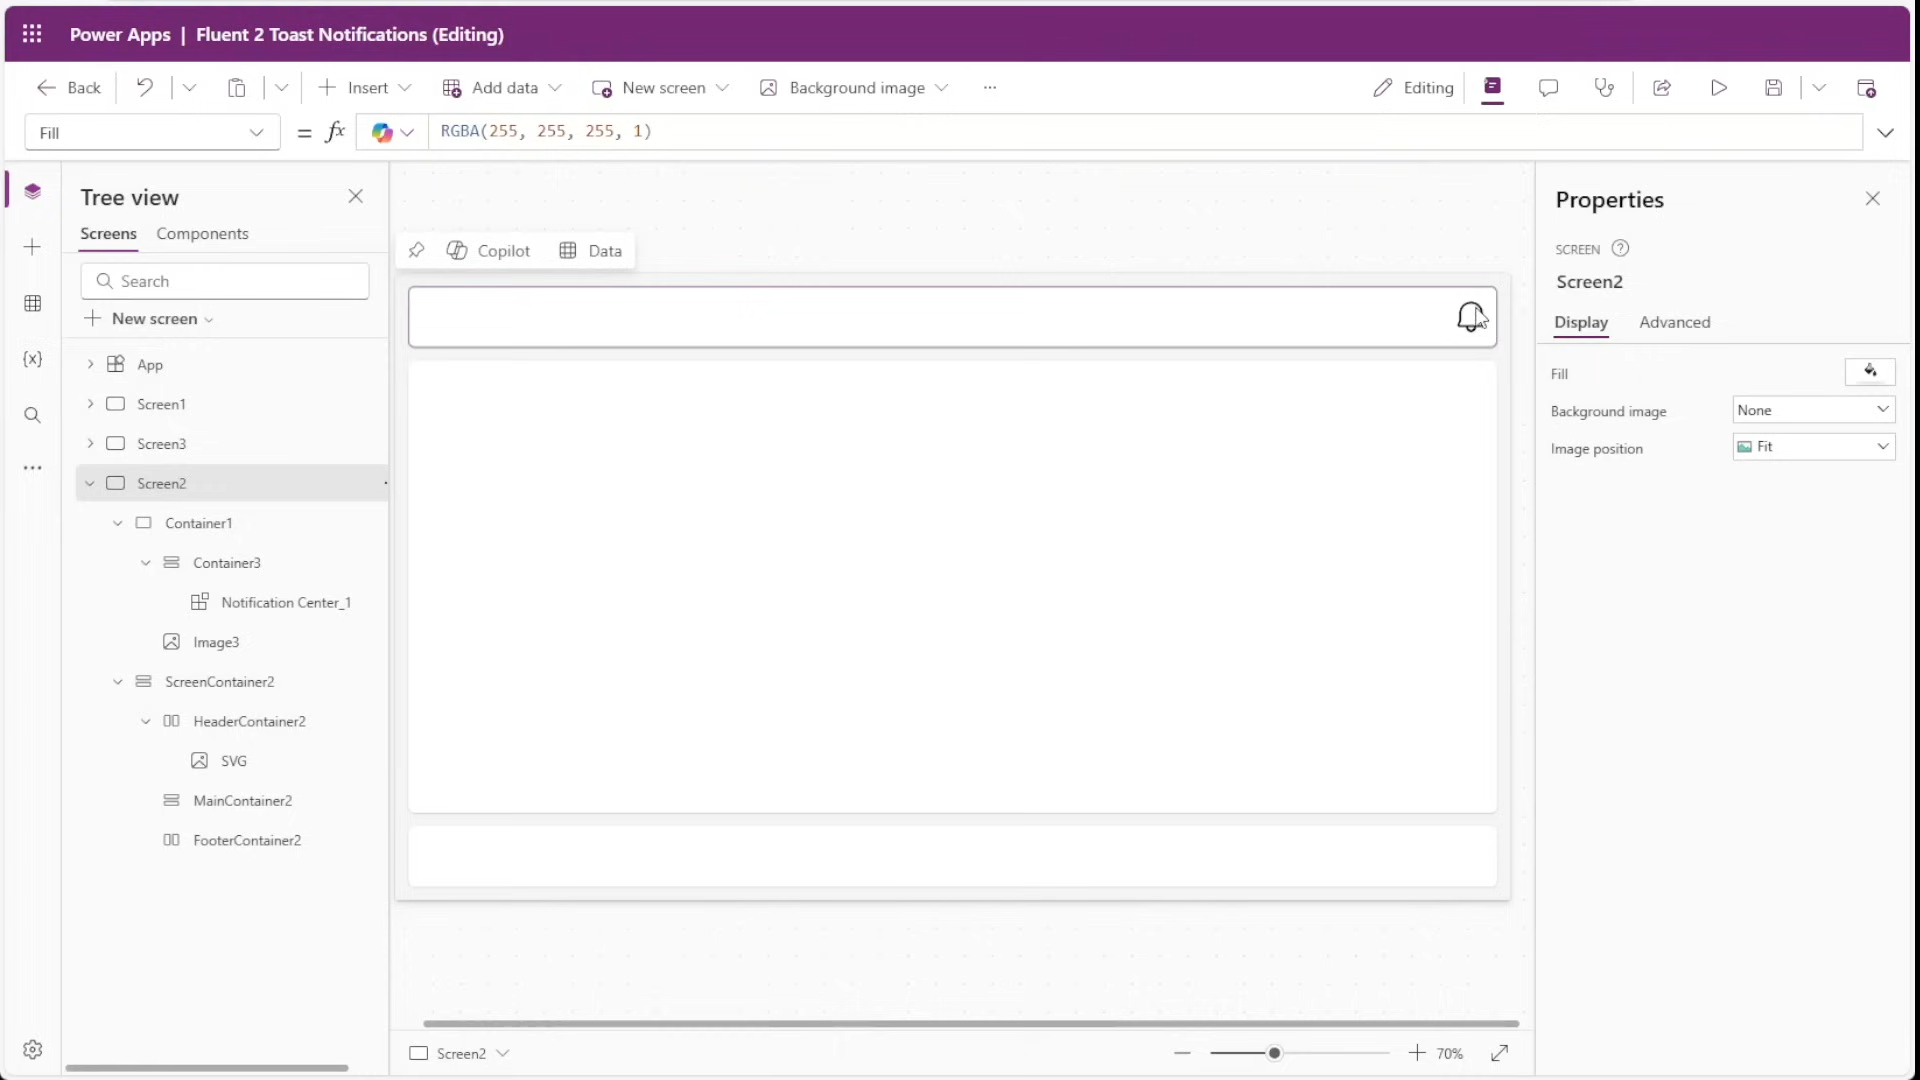 Power Apps | Fluent 2 Toast Notifications (Editing)
Back
Insert
Add data
New screen
Background image
...
Editing
Fill
= fx
RGBA(255, 255, 255, 1)
Tree view
Screens
Components
Search
New screen
App
Screen1
Screen3
Screen2
Container1
Container3
Notification Center_1
Image3
ScreenContainer2
HeaderContainer2
SVG
MainContainer2
FooterContainer2
Copilot
Data
Properties
SCREEN
Screen2
Display
Advanced
Fill
Background image
None
Image position
Fit
Screen2
70%